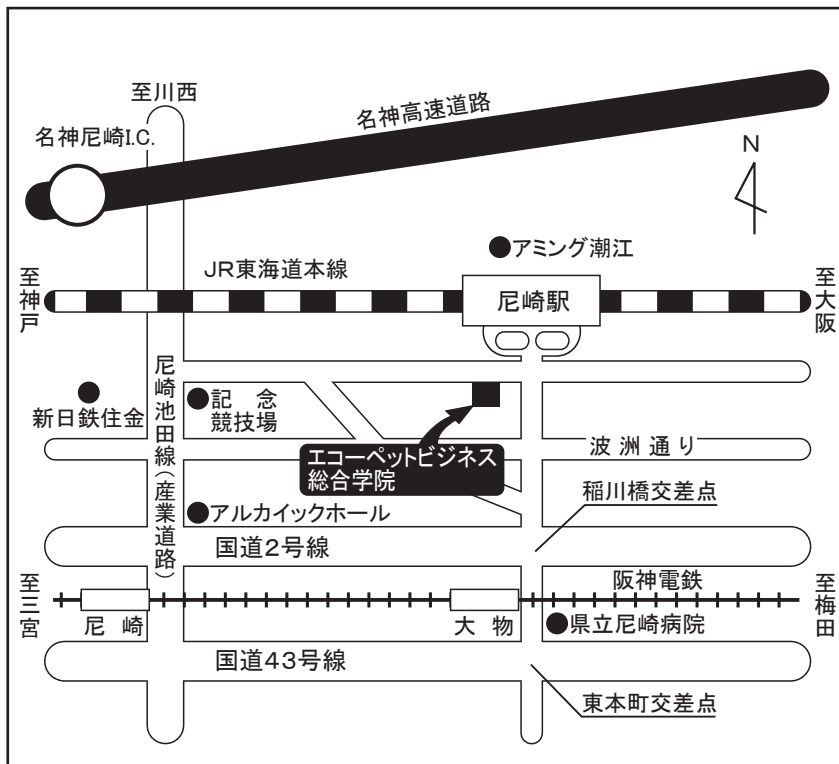 至川西
名神高速道路
名神尼崎I.C.
N
アミング潮江
JR東海道本線
至神戸
尼崎駅
至大阪
尼崎池田線(産業道路)
新日鉄住金
記念
競技場
エコーペットビジネス
総合学院
波洲通り
稲川橋交差点
アルカイックホール
国道2号線
阪神電鉄
至三宮
至梅田
尼崎
大物
県立尼崎病院
国道43号線
東本町交差点